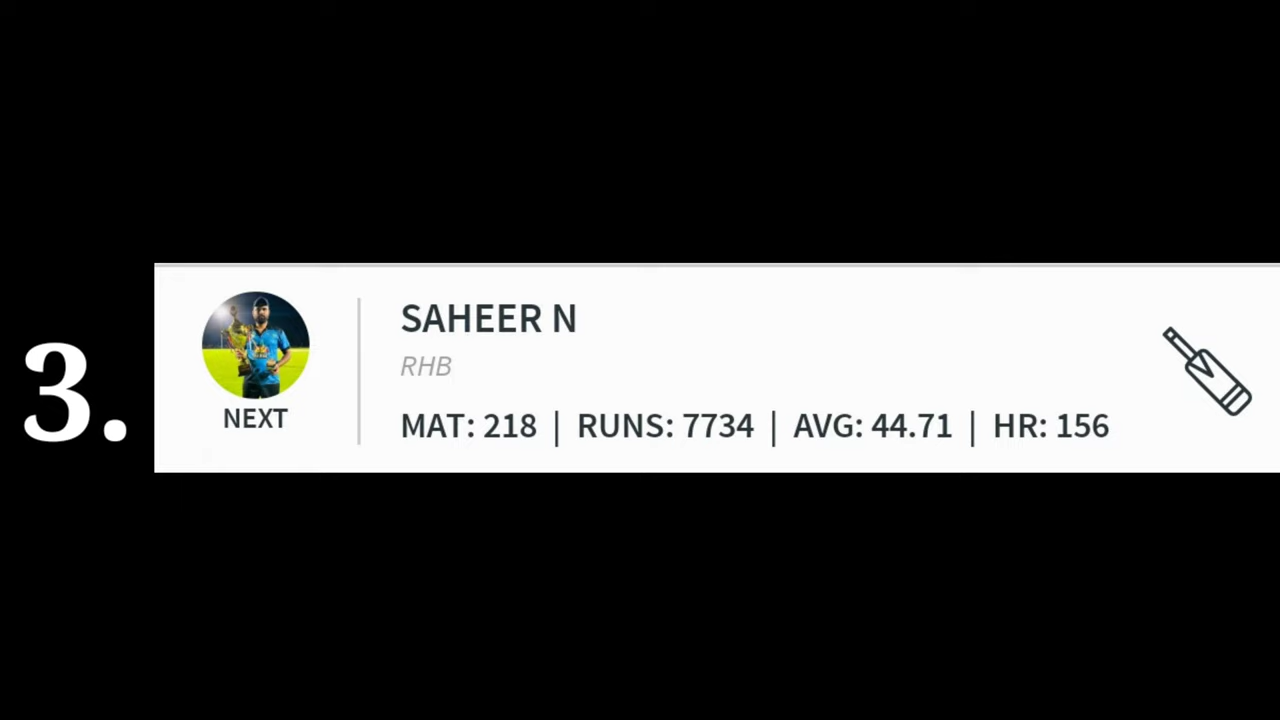 3.
NEXT
SAHEER N
RHB
MAT: 218 | RUNS: 7734 | AVG: 44.71 | HR: 156